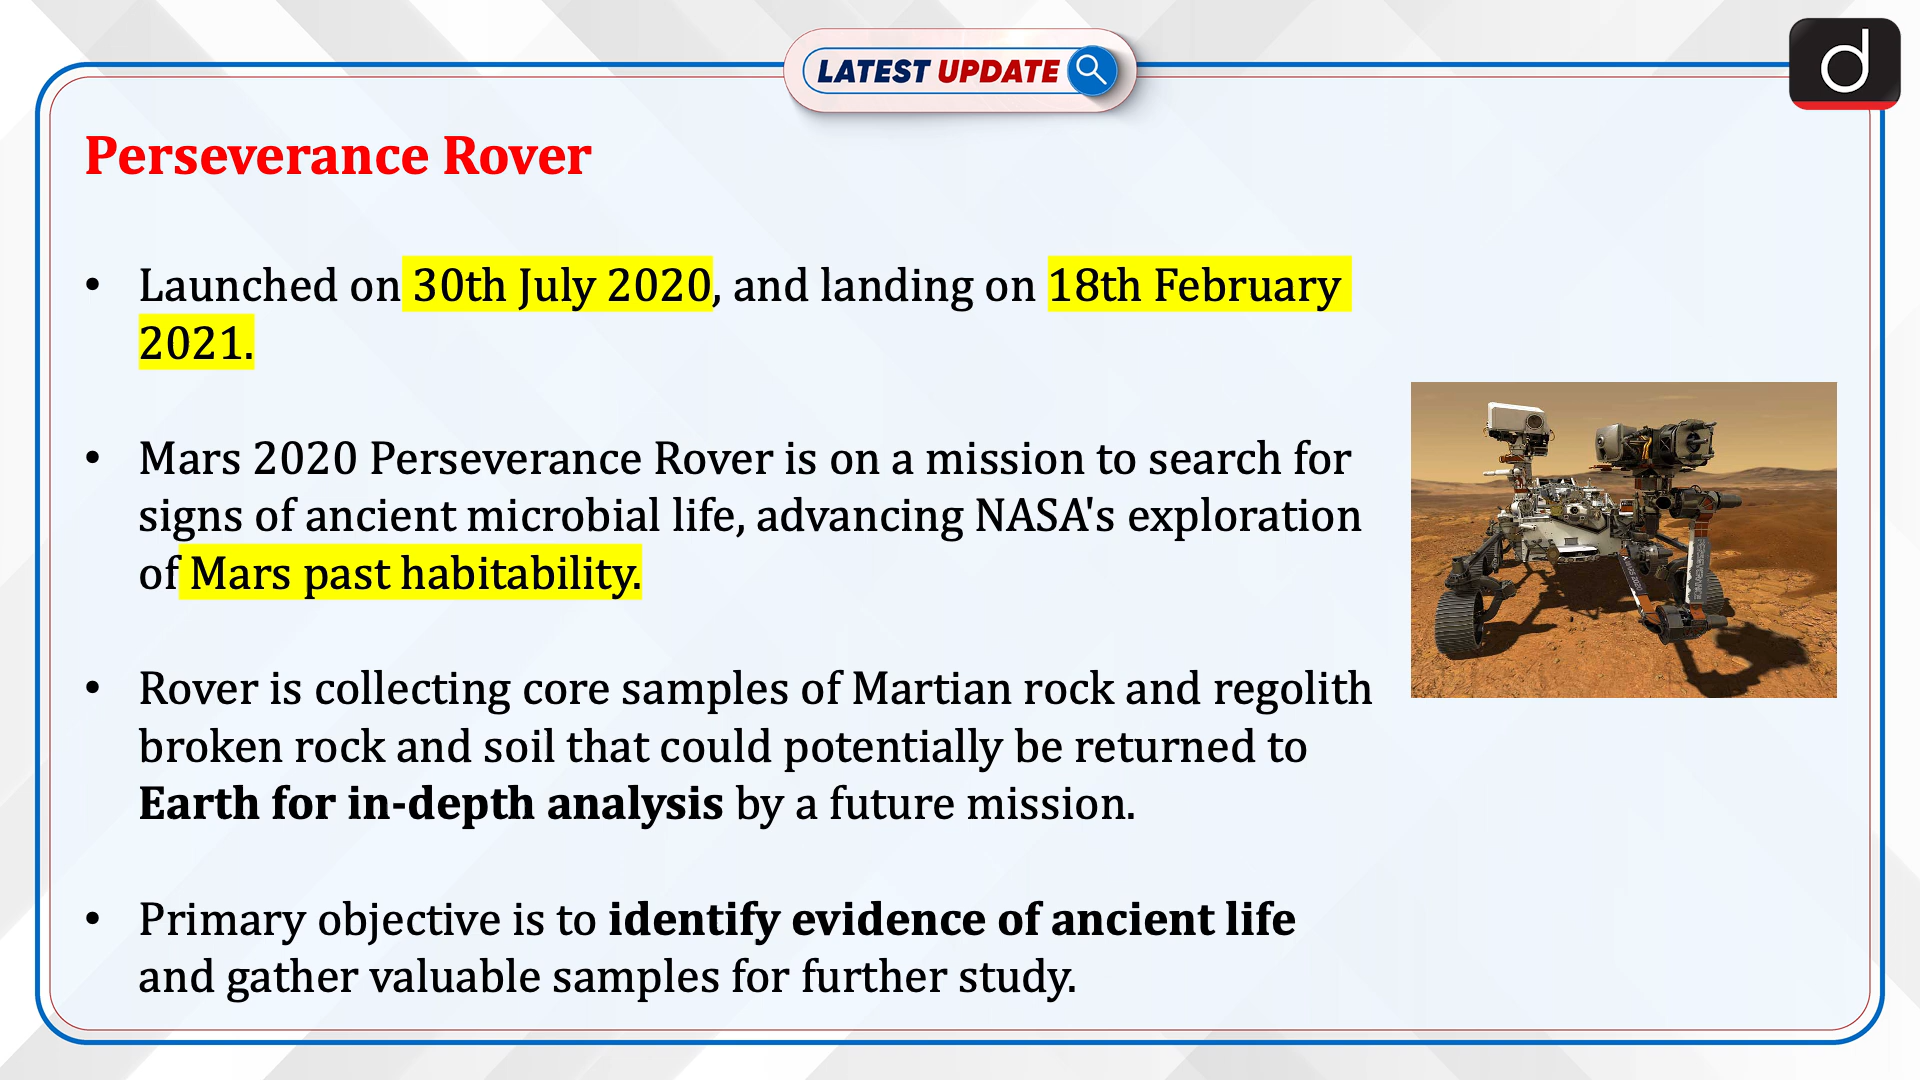 LATEST UPDATE
d
Perseverance Rover
• Launched on 30th July 2020, and landing on 18th February
2021.
• Mars 2020 Perseverance Rover is on a mission to search for
signs of ancient microbial life, advancing NASA's exploration
of Mars past habitability.
• Rover is collecting core samples of Martian rock and regolith
broken rock and soil that could potentially be returned to
Earth for in-depth analysis by a future mission.
• Primary objective is to identify evidence of ancient life
and gather valuable samples for further study.